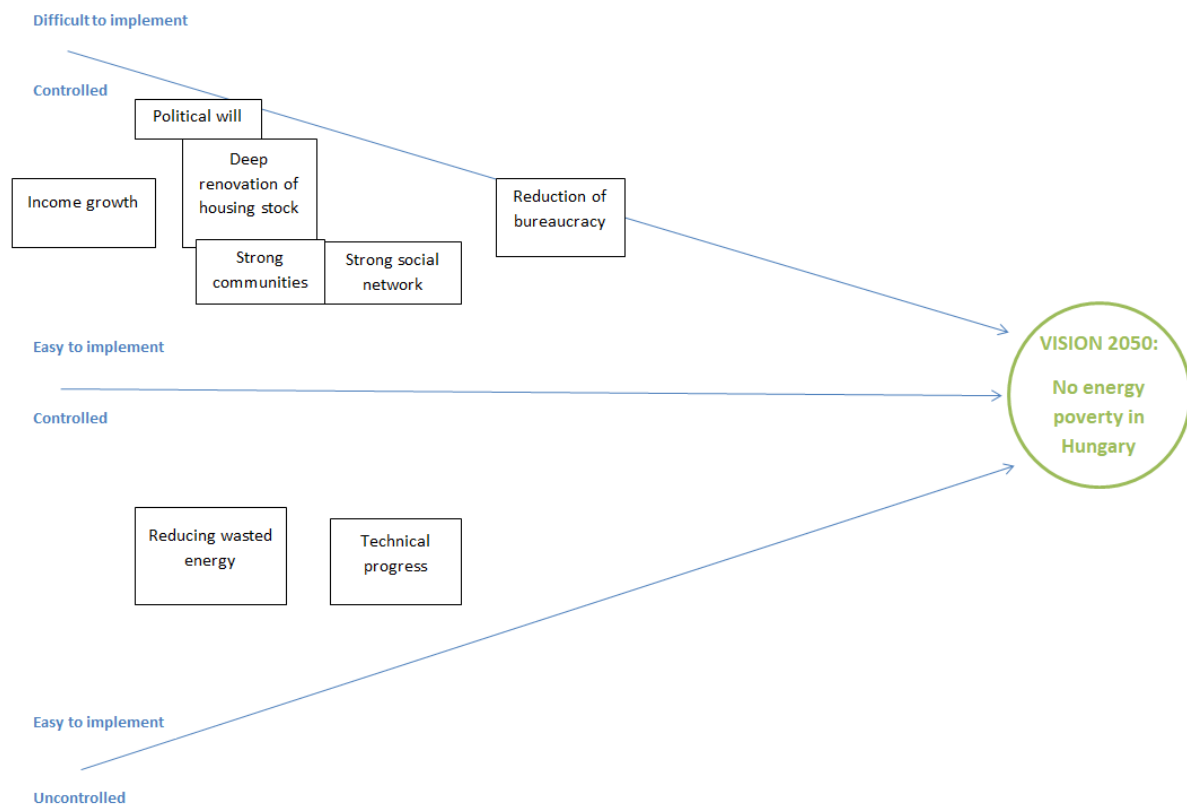 Difficult to implement
Controlled
Political will
Deep
renovation of
housing stock
Income growth
Reduction of
bureaucracy
Strong
communities
Strong social
network
Easy to implement
Controlled
VISION 2050:
No energy
poverty in
Hungary
Reducing wasted
energy
Technical
progress
Easy to implement
Uncontrolled